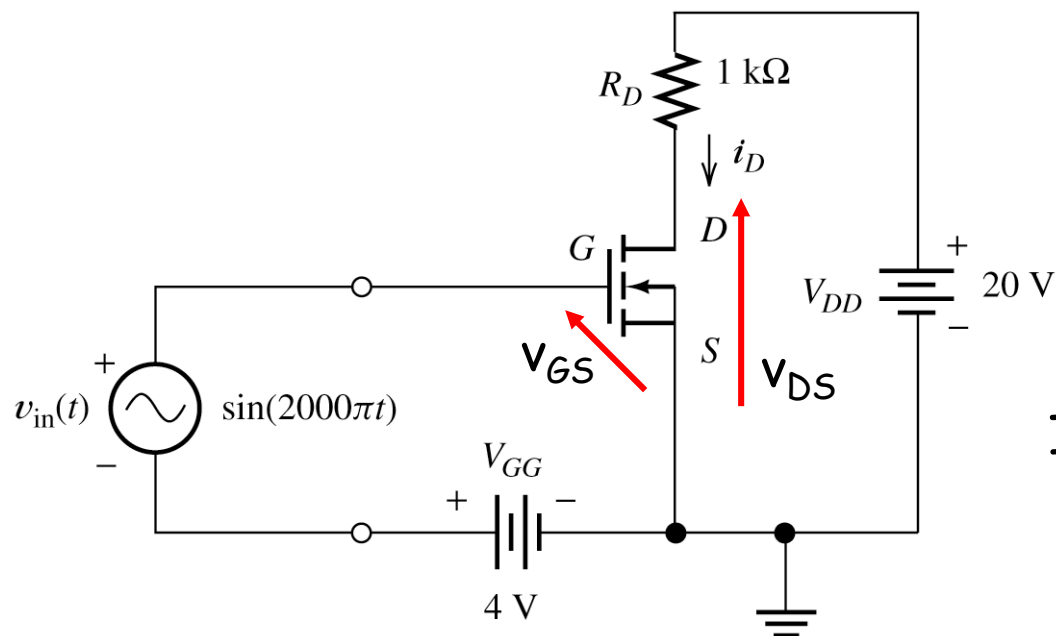 R_D 1 kΩ
i_D
D
G
+
V_DD 20 V
−
S
v_GS
v_DS
+
v_in(t) sin(2000πt)
−
V_GG
+ −
4 V